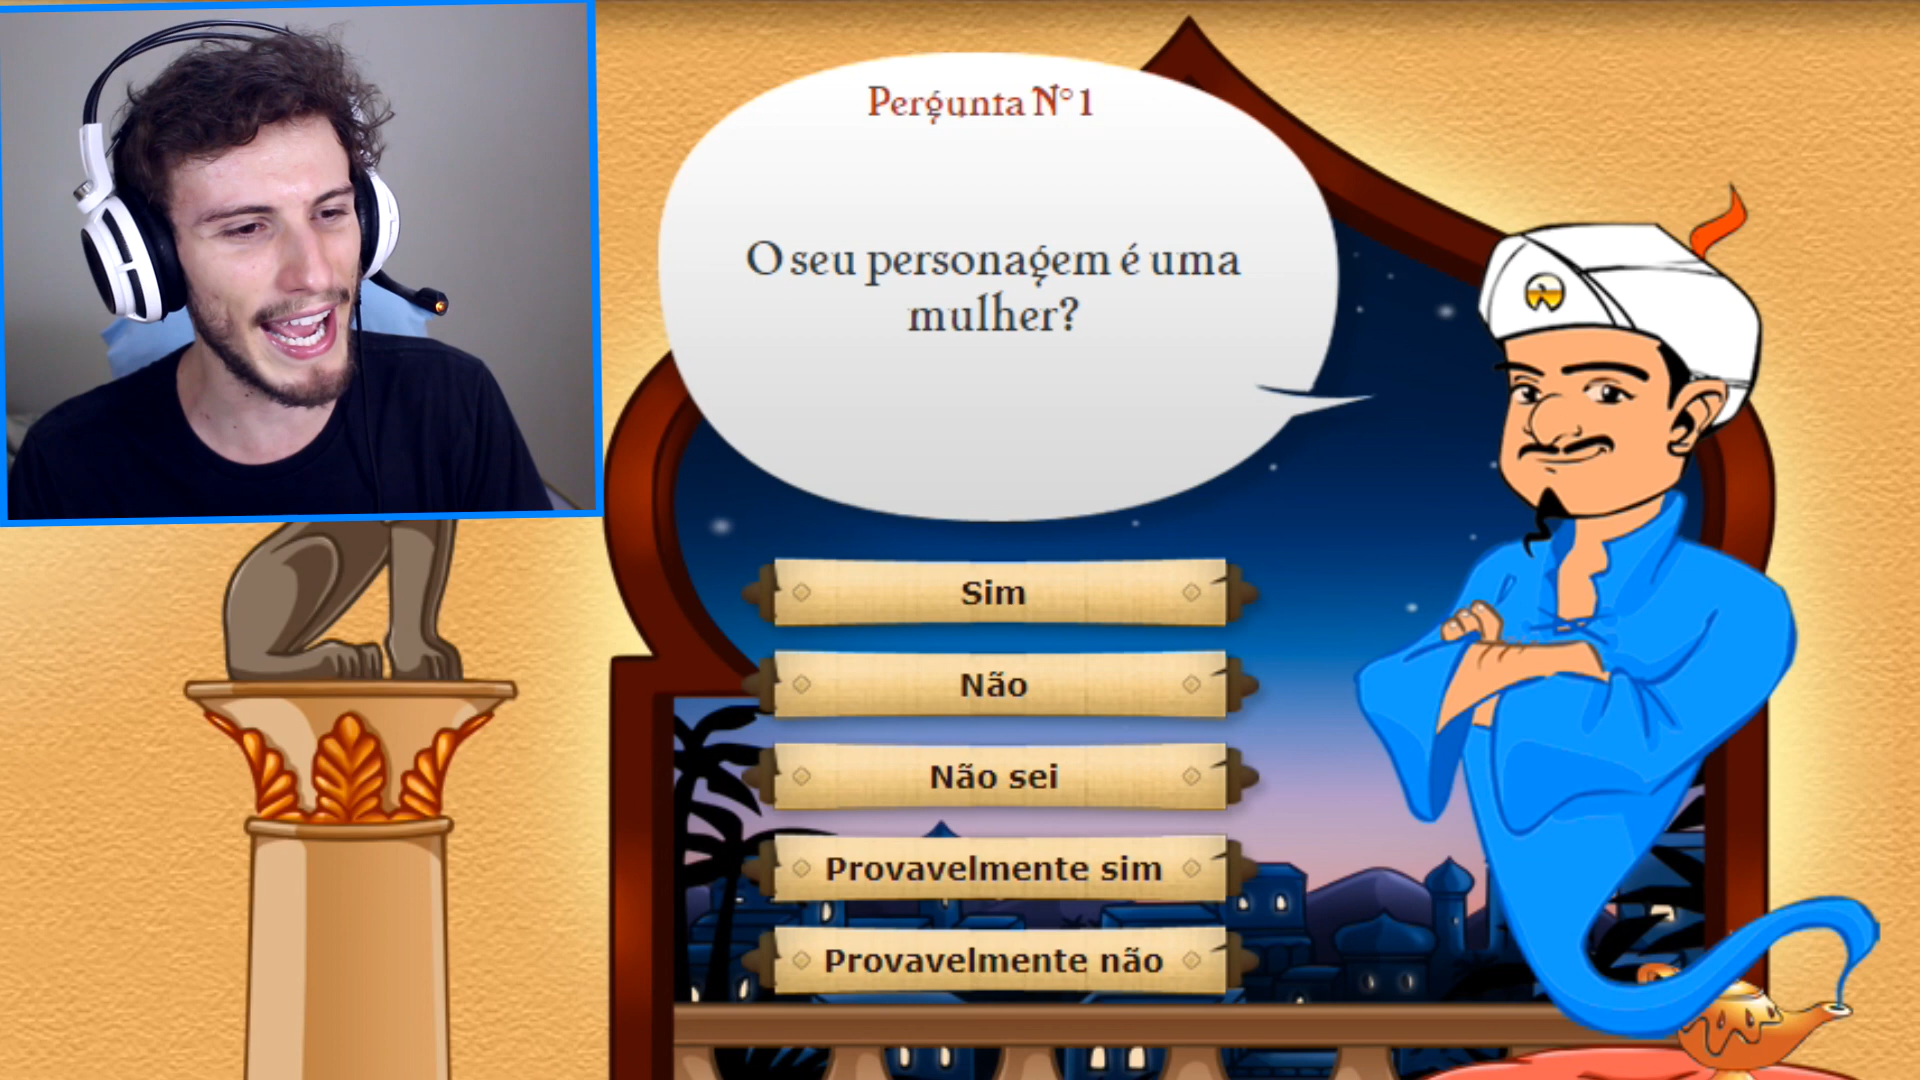 Pergunta N° 1
O seu personagem é uma
mulher?
Sim
Não
Não sei
Provavelmente sim
Provavelmente não